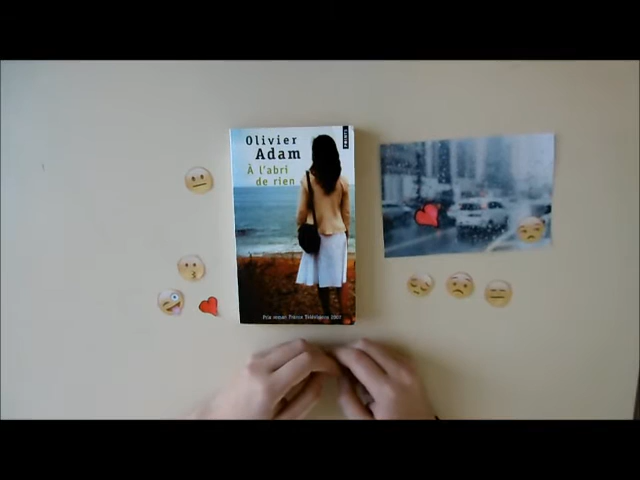 Olivier
Adam
À l'abri
de rien
POINTS
Prix roman France Télévisions 2007